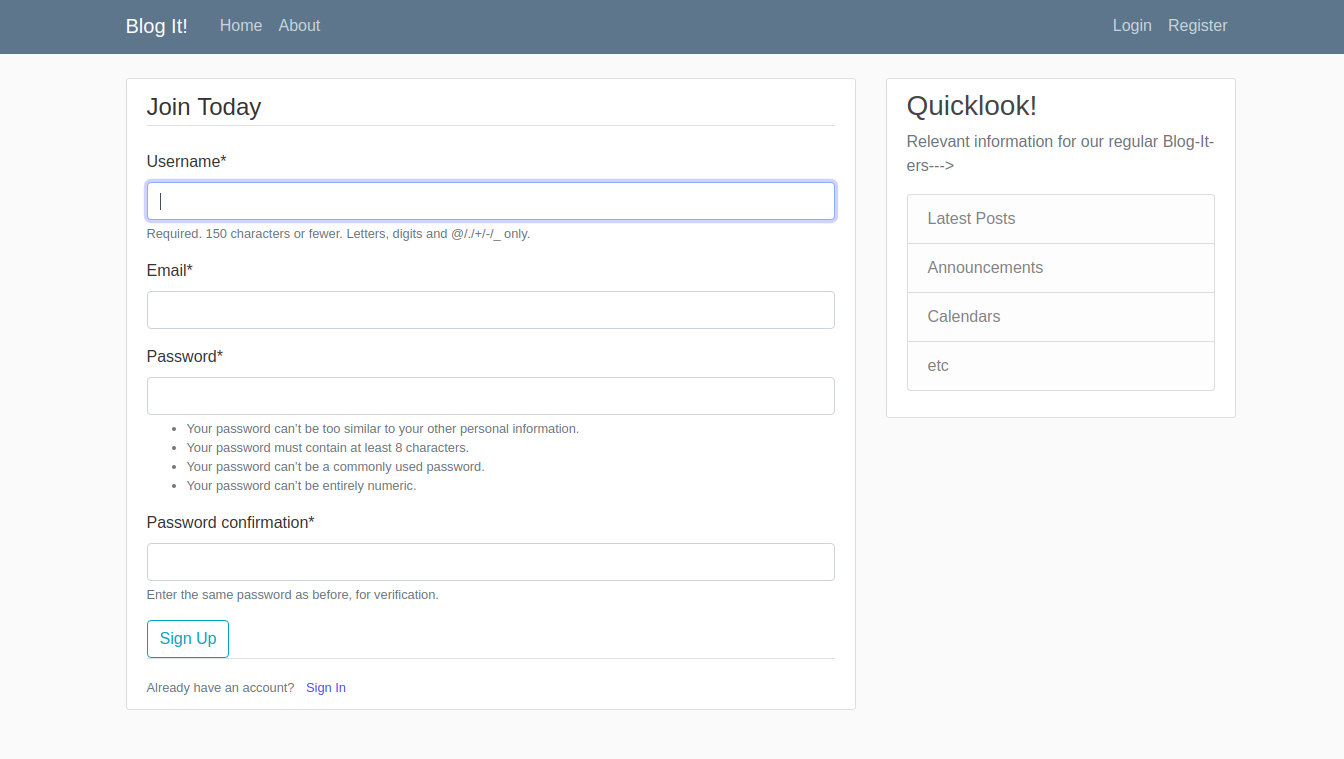 Blog It! Home About Login Register
Join Today
Username*
Required. 150 characters or fewer. Letters, digits and @/./+/-/_ only.
Email*
Password*
Your password can’t be too similar to your other personal information.
Your password must contain at least 8 characters.
Your password can’t be a commonly used password.
Your password can’t be entirely numeric.
Password confirmation*
Enter the same password as before, for verification.
Sign Up
Already have an account? Sign In
Quicklook!
Relevant information for our regular Blog-It-
ers--->
Latest Posts
Announcements
Calendars
etc